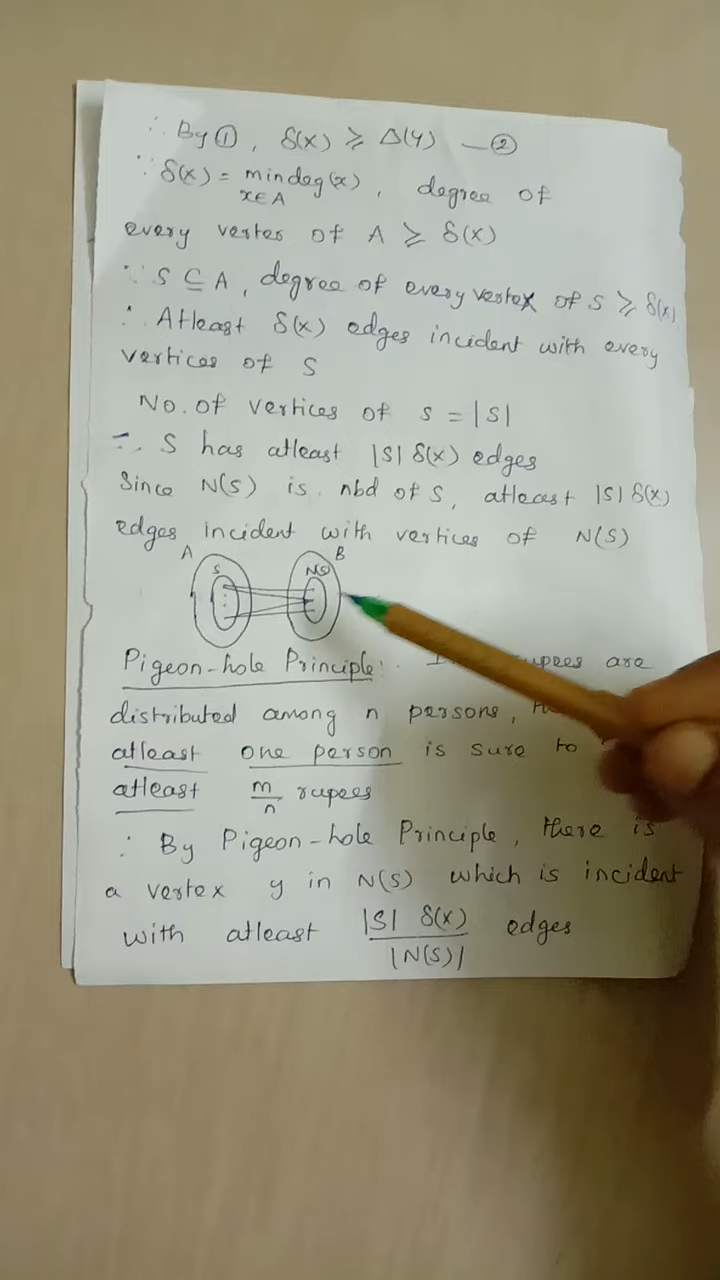 ∴ By ①, δ(x) ≥ Δ(y) —②
∵ δ(x) = min deg(x), degree of
x∈A
every vertex of A ≥ δ(x)
∵ S ⊆ A, degree of every vertex of S ≥ δ(x)
∴ Atleast δ(x) edges incident with every
vertices of S
No. of vertices of S = |S|
∴ S has atleast |S| δ(x) edges
Since N(S) is nbd of S, atleast |S| δ(x)
edges incident with vertices of N(S)
A B
S N(S)
Pigeon-hole Principle: rupees are
distributed among n persons,
atleast one person is sure to
atleast m/n rupees
∴ By Pigeon-hole Principle, there is
a vertex y in N(S) which is incident
with atleast |S| δ(x) / |N(S)| edges